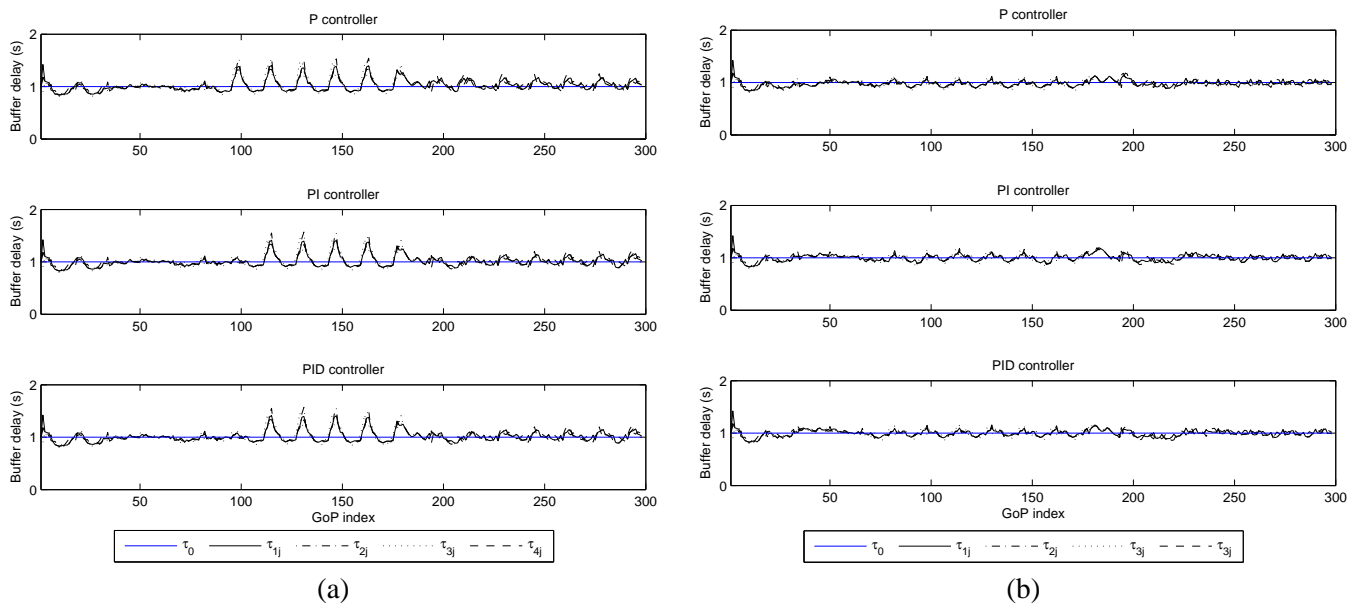 P controller
2
1
0
Buffer delay (s)
50 100 150 200 250 300
PI controller
2
1
0
Buffer delay (s)
50 100 150 200 250 300
PID controller
2
1
0
Buffer delay (s)
50 100 150 200 250 300
GoP index
τ0 τ1j τ2j τ3j τ4j
(a)
P controller
2
1
0
Buffer delay (s)
50 100 150 200 250 300
PI controller
2
1
0
Buffer delay (s)
50 100 150 200 250 300
PID controller
2
1
0
Buffer delay (s)
50 100 150 200 250 300
GoP index
τ0 τ1j τ2j τ3j τ3j
(b)